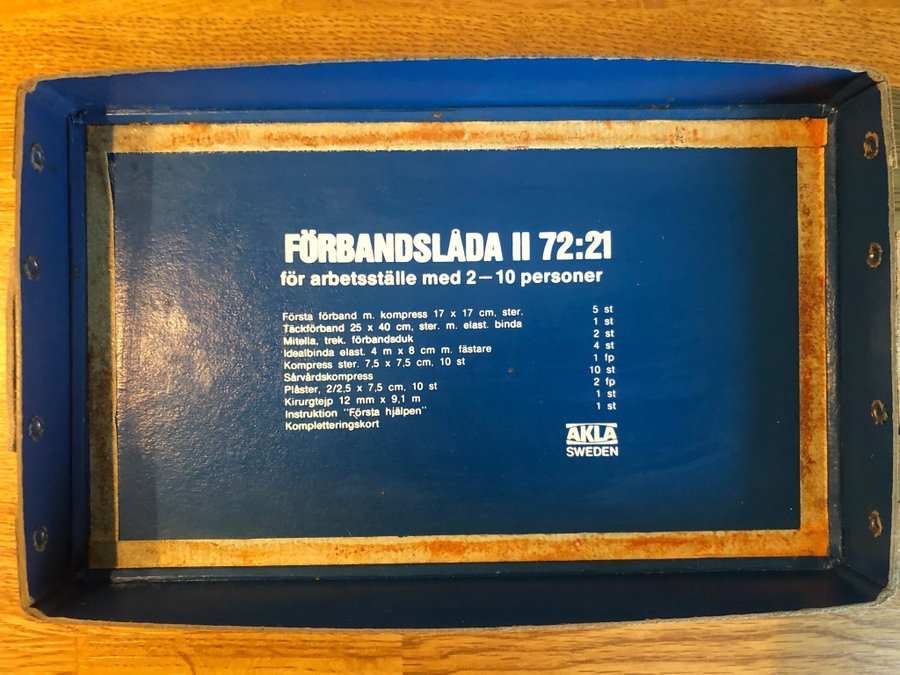 FÖRBANDSLÅDA II 72:21
för arbetsställe med 2–10 personer
Första förband m. kompress 17 x 17 cm, ster. 5 st
Täckförband 25 x 40 cm, ster. m. elast. binda 1 st
Mitella, trek. förbandsduk 2 st
Idealbinda elast. 4 m x 8 cm m. fästare 4 st
Kompress ster. 7,5 x 7,5 cm, 10 st 1 fp
Sårvårdskompress 10 st
Plåster, 2/2,5 x 7,5 cm, 10 st 2 fp
Kirurgtejp 12 mm x 9,1 m 1 st
Instruktion "Första hjälpen" 1 st
Kompletteringskort
AKLA
SWEDEN